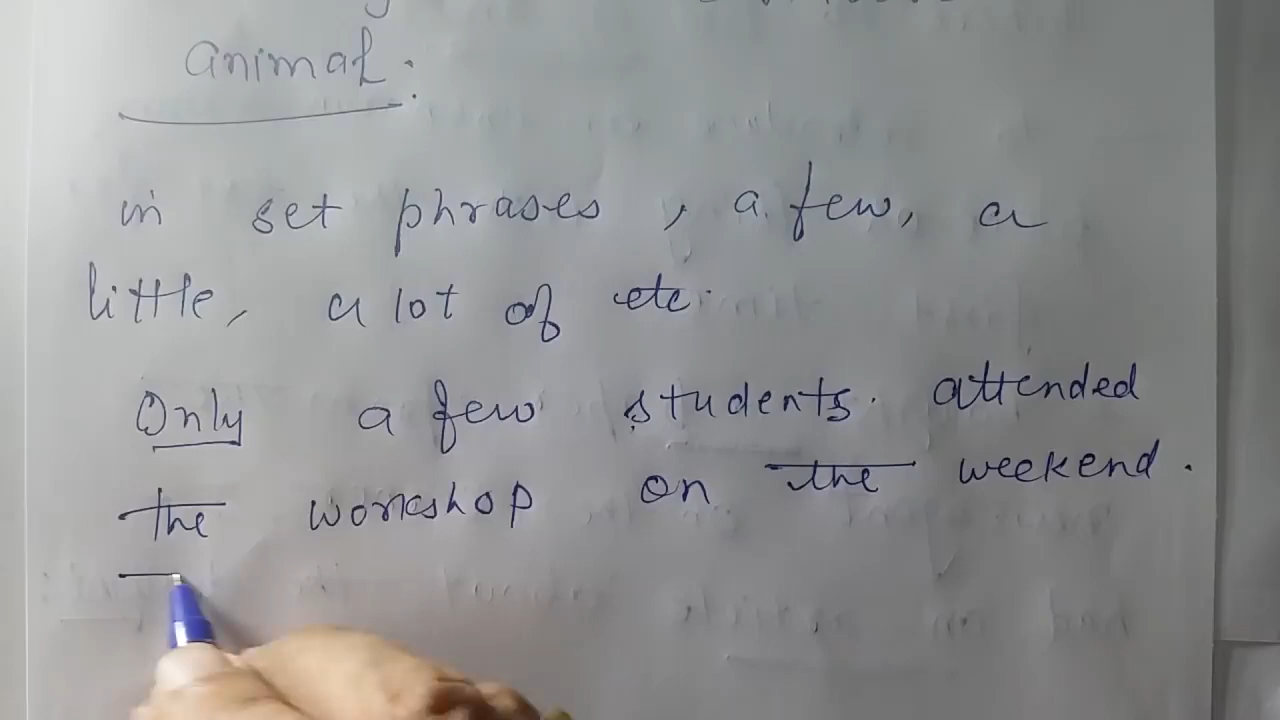 animal.
in set phrases, a few, a
little, a lot of etc.
Only a few students attended
the workshop on the weekend.